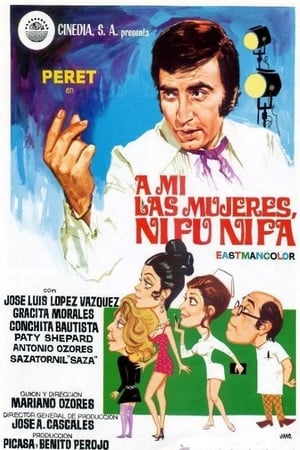 CINEDIA, S. A. presenta
PERET
en
A MI
LAS MUJERES,
NI FU NI FA
EASTMANCOLOR
con
JOSE LUIS LOPEZ VAZQUEZ
GRACITA MORALES
CONCHITA BAUTISTA
PATY SHEPARD
ANTONIO OZORES
SAZATORNIL "SAZA"
GUION Y DIRECCION
MARIANO OZORES
DIRECTOR GENERAL DE PRODUCCION
JOSE A. CASCALES
PRODUCCION
PICASA - BENITO PEROJO
JANO